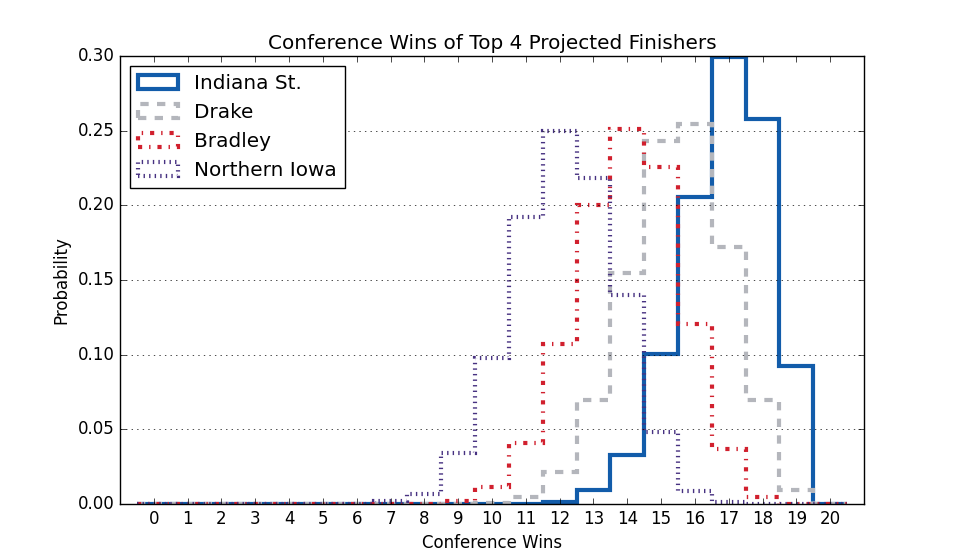 Conference Wins of Top 4 Projected Finishers
0.30
0.25
0.20
0.15
0.10
0.05
0.00
Probability
Indiana St.
Drake
Bradley
Northern Iowa
0 1 2 3 4 5 6 7 8 9 10 11 12 13 14 15 16 17 18 19 20
Conference Wins